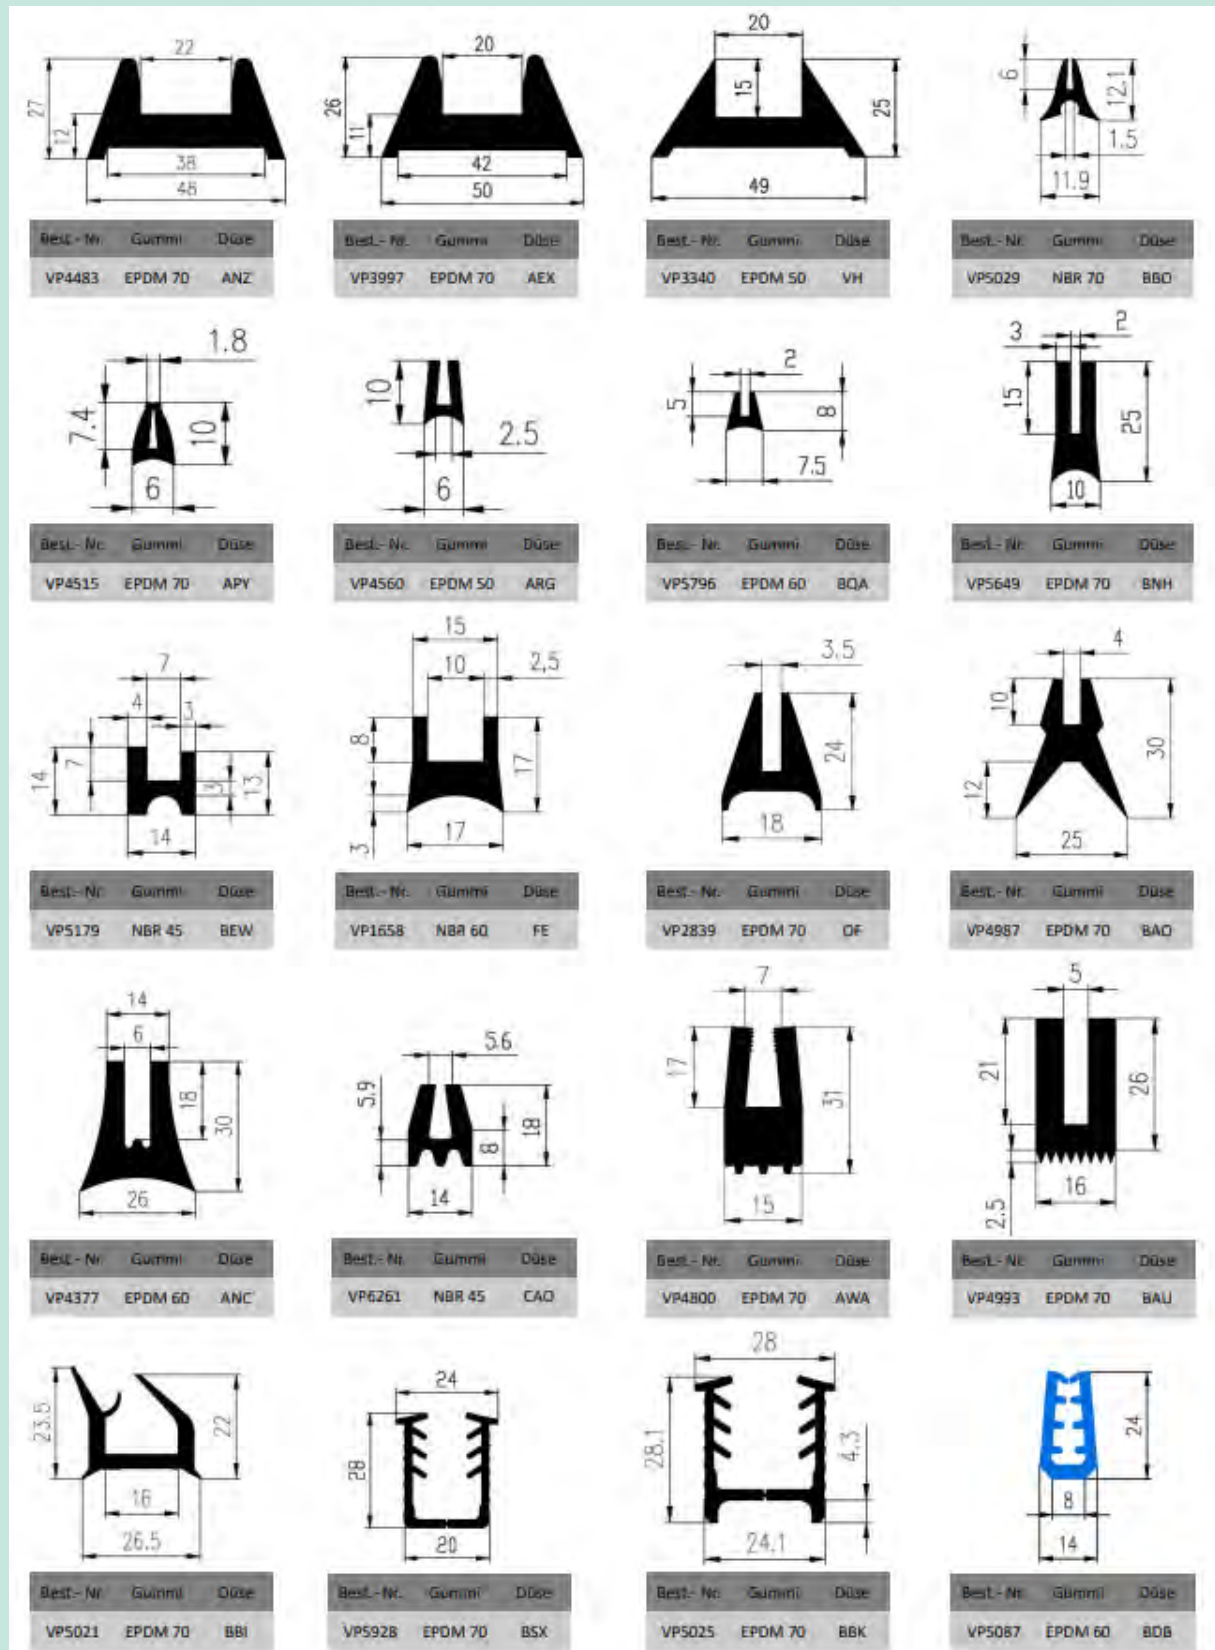 22
27
12
38
48
Best.- Nr. Gummi Düse
VP4483 EPDM 70 ANZ
20
26
11
42
50
Best.- Nr. Gummi Düse
VP3997 EPDM 70 AEX
20
15
25
49
Best.- Nr. Gummi Düse
VP3340 EPDM 50 VH
6
12.1
1.5
11.9
Best.- Nr. Gummi Düse
VP5029 NBR 70 BBO
1.8
7.4
10
6
Best.- Nr. Gummi Düse
VP4515 EPDM 70 APY
10
2.5
6
Best.- Nr. Gummi Düse
VP4560 EPDM 50 ARG
2
5
8
7.5
Best.- Nr. Gummi Düse
VP5796 EPDM 60 BQA
2
3
15
25
10
Best.- Nr. Gummi Düse
VP5649 EPDM 70 BNH
7
4
3
14
7
3
13
14
Best.- Nr. Gummi Düse
VP5179 NBR 45 BEW
15
10
2,5
8
17
3
17
Best.- Nr. Gummi Düse
VP1658 NBR 60 FE
3.5
24
18
Best.- Nr. Gummi Düse
VP2839 EPDM 70 OF
4
10
30
12
25
Best.- Nr. Gummi Düse
VP4987 EPDM 70 BAO
14
6
18
30
26
Best.- Nr. Gummi Düse
VP4377 EPDM 60 ANC
5.6
5.9
18
8
14
Best.- Nr. Gummi Düse
VP6261 NBR 45 CAO
7
17
31
15
Best.- Nr. Gummi Düse
VP4800 EPDM 70 AWA
5
21
26
2.5
16
Best.- Nr. Gummi Düse
VP4993 EPDM 70 BAU
23.5
22
16
26.5
Best.- Nr. Gummi Düse
VP5021 EPDM 70 BBI
24
28
20
Best.- Nr. Gummi Düse
VP5928 EPDM 70 BSX
28
28.1
4.3
24.1
Best.- Nr. Gummi Düse
VP5025 EPDM 70 BBK
24
8
14
Best.- Nr. Gummi Düse
VP5087 EPDM 60 BDB